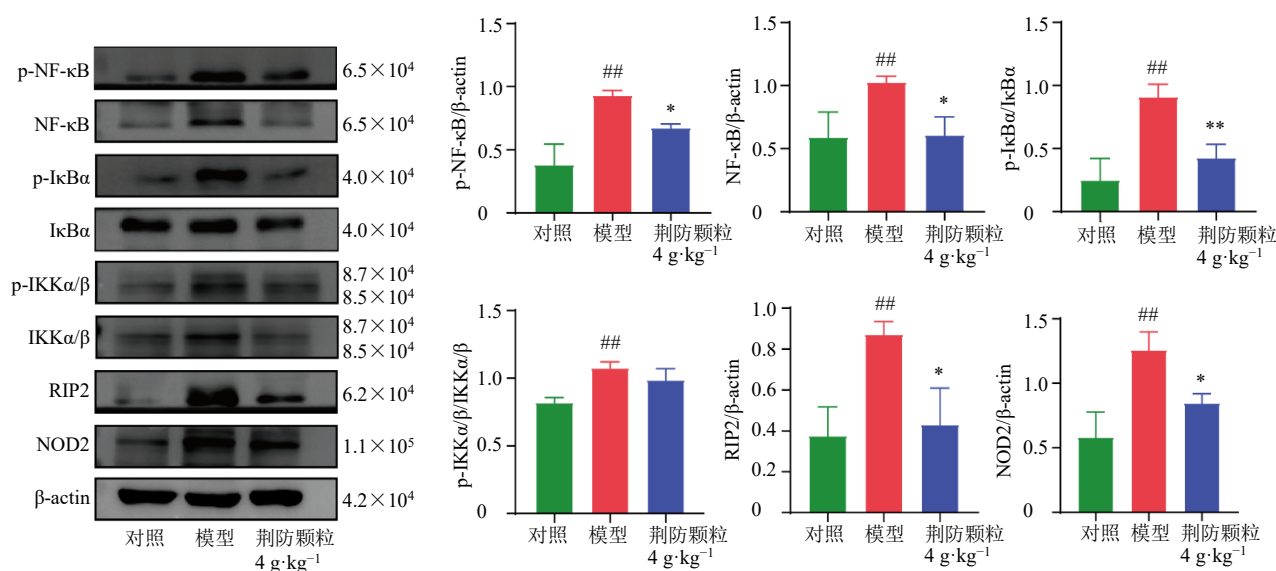 p-NF-κB
6.5×10⁴
NF-κB
6.5×10⁴
p-IκBα
4.0×10⁴
IκBα
4.0×10⁴
p-IKKα/β
8.7×10⁴
8.5×10⁴
IKKα/β
8.7×10⁴
8.5×10⁴
RIP2
6.2×10⁴
NOD2
1.1×10⁵
β-actin
4.2×10⁴
对照 模型 荆防颗粒
4 g·kg⁻¹
p-NF-κB/β-actin
1.5
1.0
0.5
0
##
*
对照 模型 荆防颗粒
4 g·kg⁻¹
NF-κB/β-actin
1.5
1.0
0.5
0
##
*
对照 模型 荆防颗粒
4 g·kg⁻¹
p-IκBα/IκBα
1.5
1.0
0.5
0
##
**
对照 模型 荆防颗粒
4 g·kg⁻¹
p-IKKα/β/IKKα/β
1.5
1.0
0.5
##
对照 模型 荆防颗粒
4 g·kg⁻¹
RIP2/β-actin
1.0
0.8
0.6
0.4
0.2
0
##
*
对照 模型 荆防颗粒
4 g·kg⁻¹
NOD2/β-actin
1.5
1.0
0.5
0
##
*
对照 模型 荆防颗粒
4 g·kg⁻¹